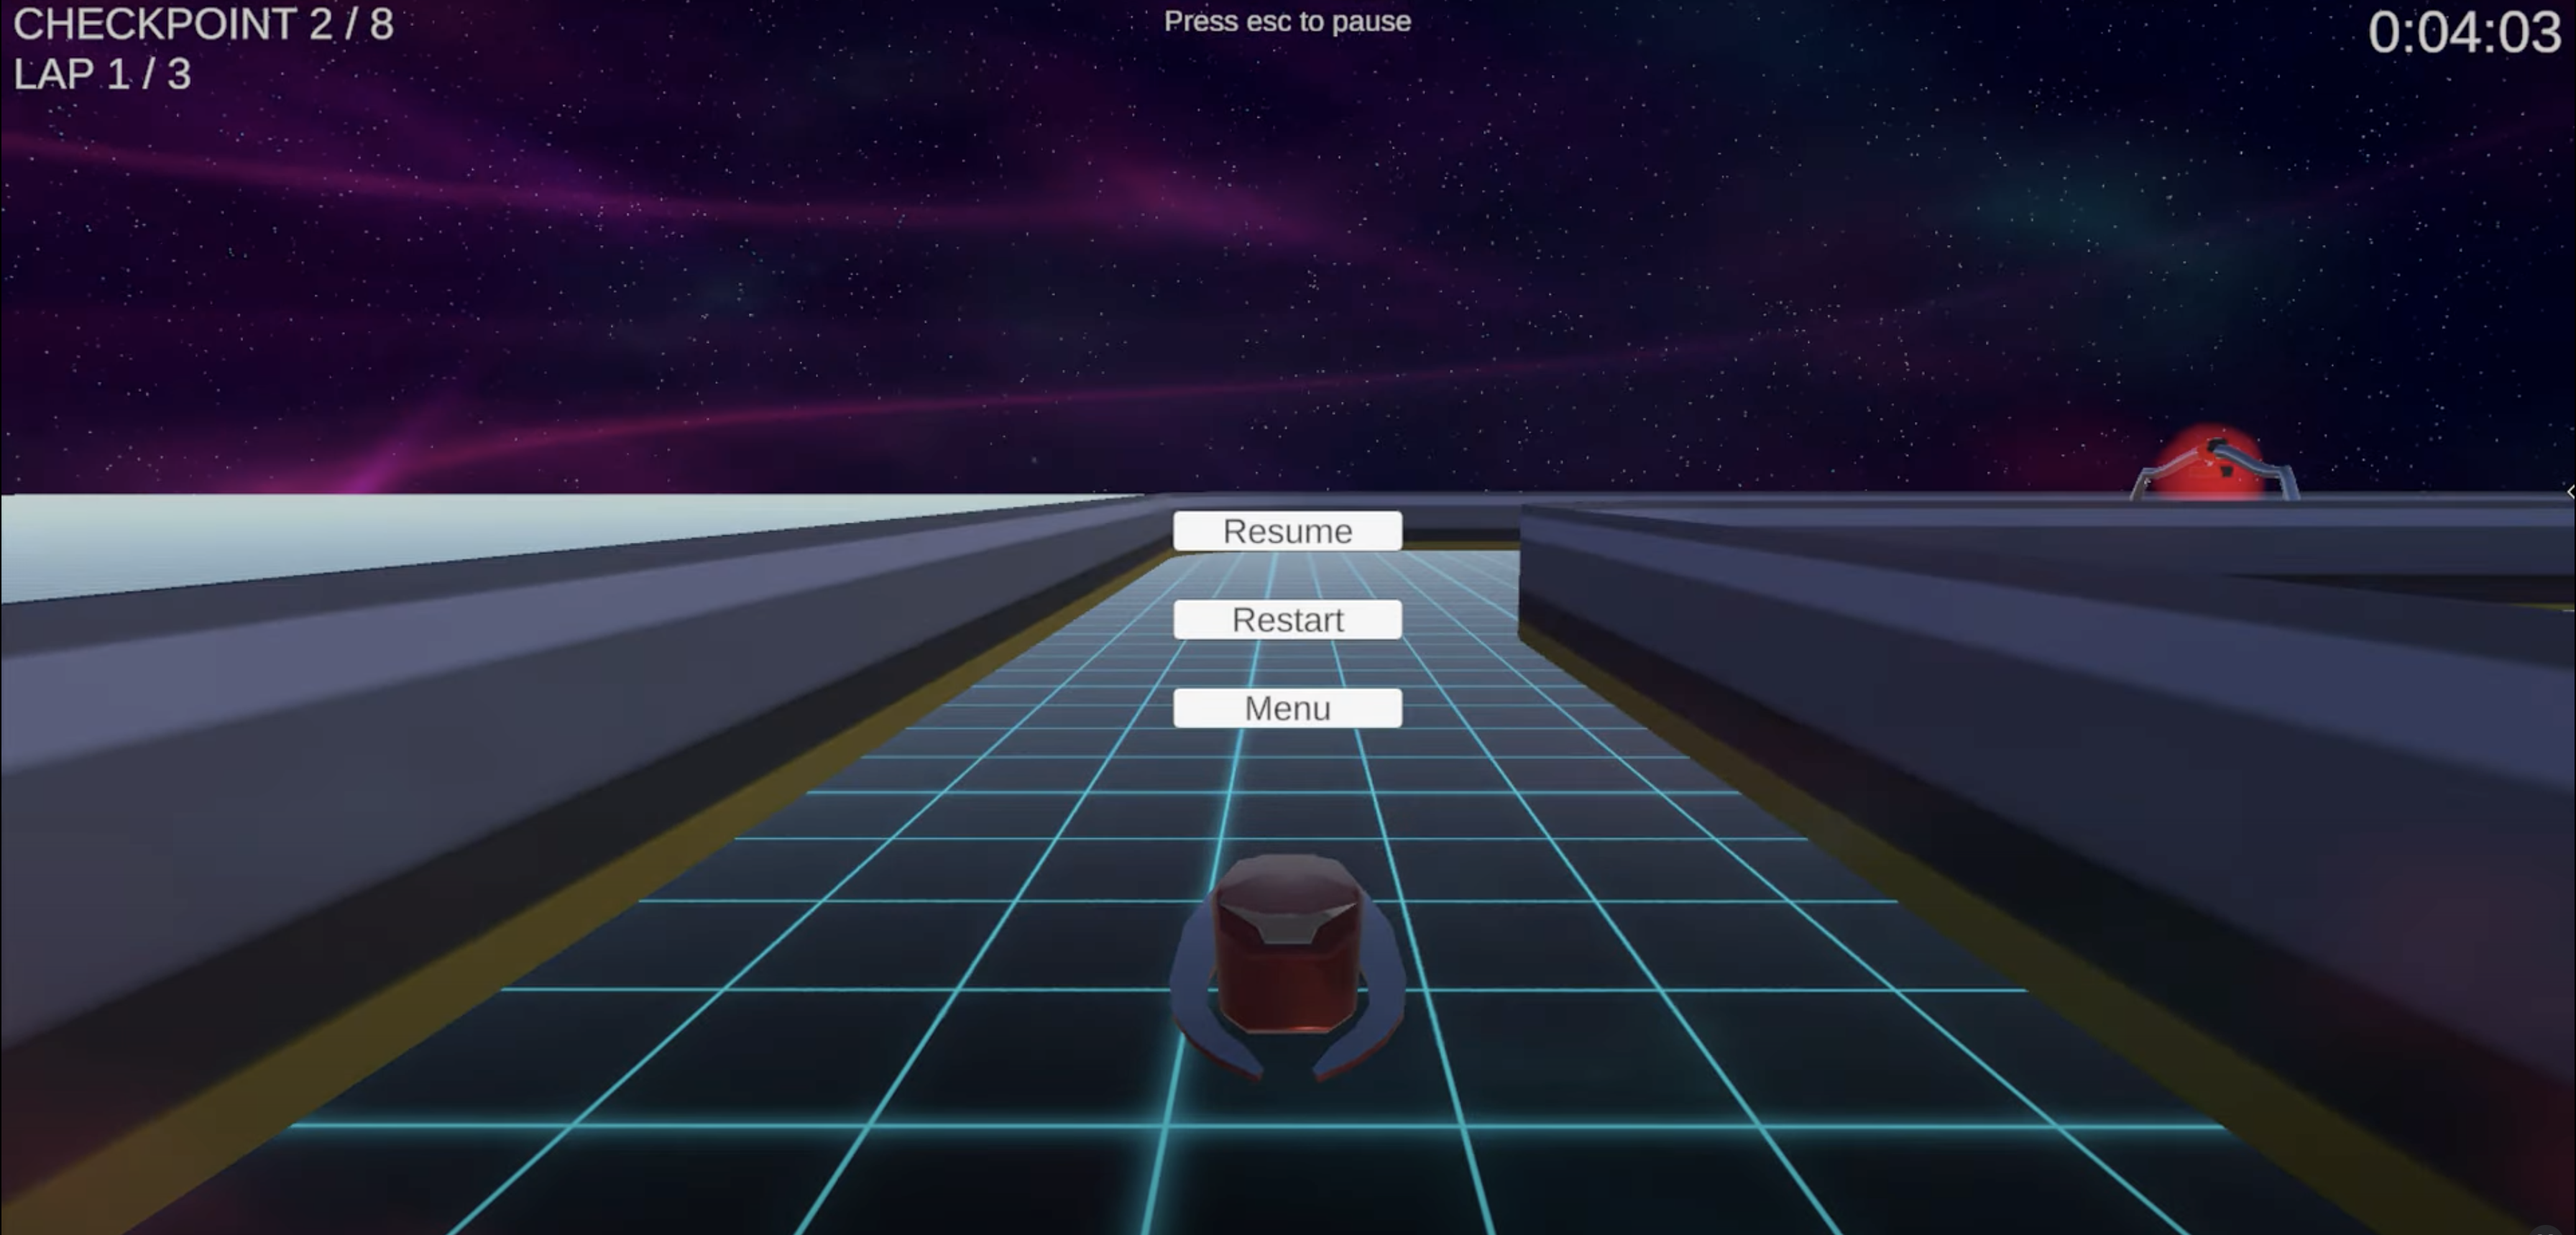 CHECKPOINT 2 / 8
LAP 1 / 3
Press esc to pause
0:04:03
Resume
Restart
Menu